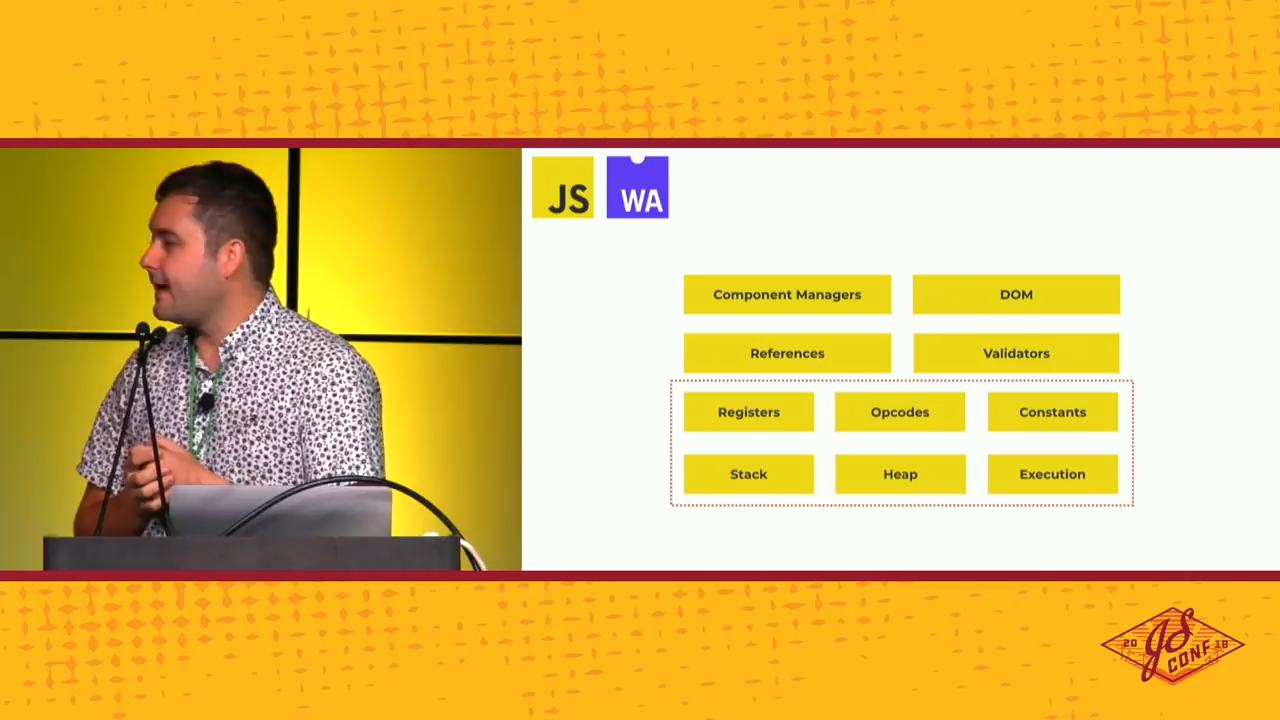 JS WA
Component Managers DOM
References Validators
Registers Opcodes Constants
Stack Heap Execution
20 JS 18
CONF